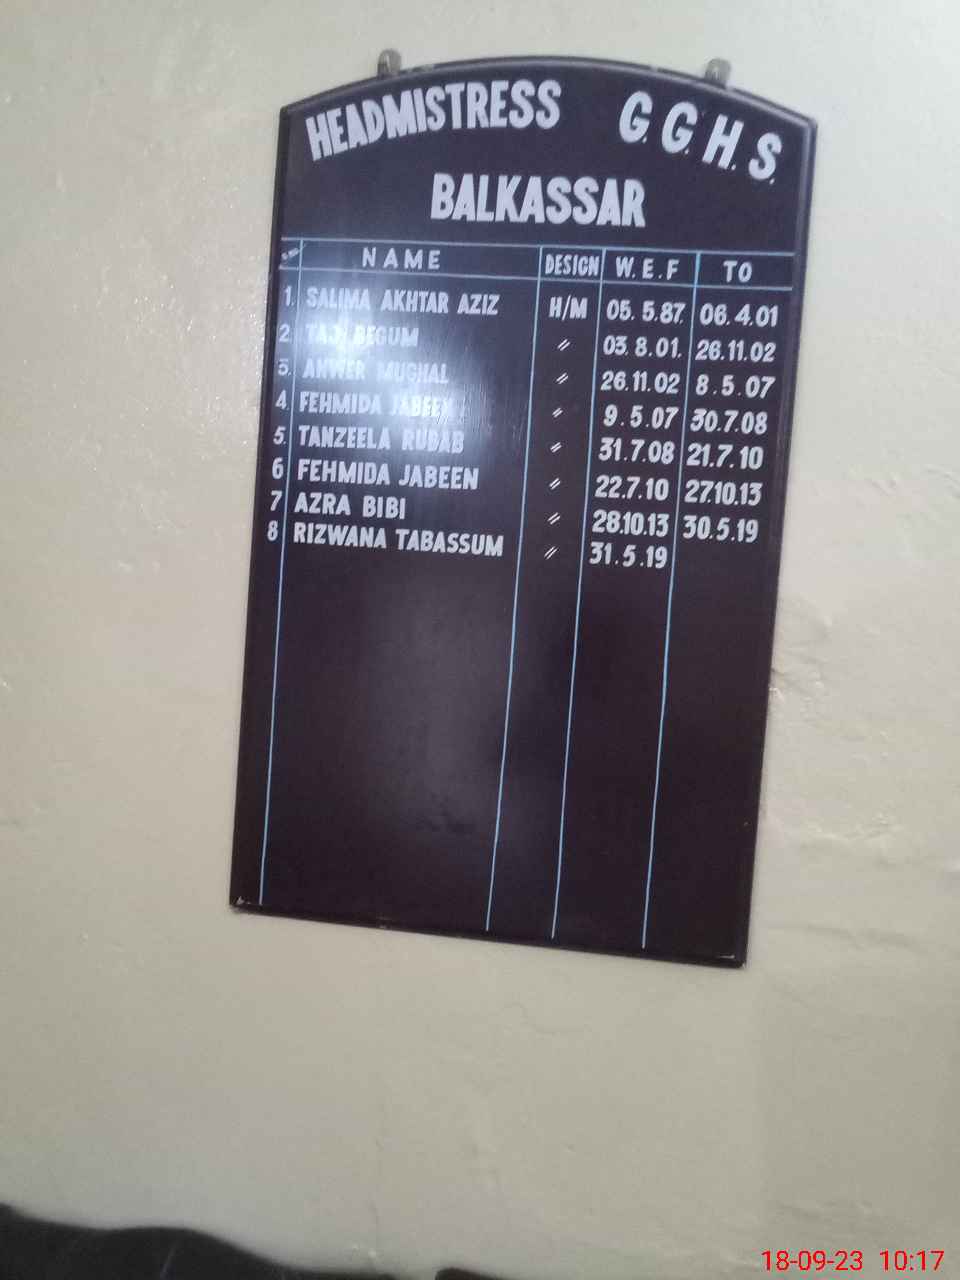 HEADMISTRESS G.G.H.S.
BALKASSAR
NAME DESIGN W.E.F TO
1. SALIMA AKHTAR AZIZ H/M 05.5.87. 06.4.01
2. TAJ BEGUM " 03.8.01. 26.11.02
3. ANWER MUGHAL " 26.11.02 8.5.07
4. FEHMIDA JABEEN " 9.5.07 30.7.08
5. TANZEELA RUBAB " 31.7.08 21.7.10
6 FEHMIDA JABEEN " 22.7.10 27.10.13
7 AZRA BIBI " 28.10.13 30.5.19
8 RIZWANA TABASSUM " 31.5.19
18-09-23 10:17